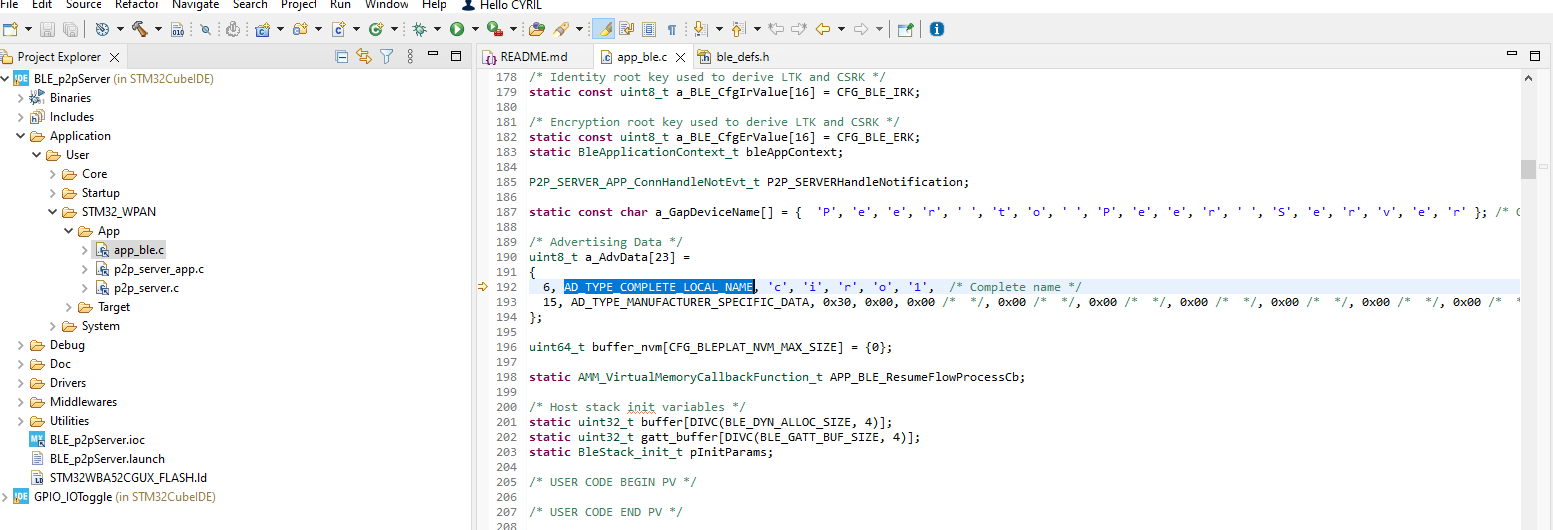 File Edit Source Refactor Navigate Search Project Run Window Help Hello CYRIL
Project Explorer
README.md
app_ble.c
ble_defs.h
BLE_p2pServer (in STM32CubeIDE)
Binaries
Includes
Application
User
Core
Startup
STM32_WPAN
App
app_ble.c
p2p_server_app.c
p2p_server.c
Target
System
Debug
Doc
Drivers
Middlewares
Utilities
BLE_p2pServer.ioc
BLE_p2pServer.launch
STM32WBA52CGUX_FLASH.ld
GPIO_IOToggle (in STM32CubeIDE)
178 /* Identity root key used to derive LTK and CSRK */
179 static const uint8_t a_BLE_CfgIrValue[16] = CFG_BLE_IRK;
180
181 /* Encryption root key used to derive LTK and CSRK */
182 static const uint8_t a_BLE_CfgErValue[16] = CFG_BLE_ERK;
183 static BleApplicationContext_t bleAppContext;
184
185 P2P_SERVER_APP_ConnHandleNotEvt_t P2P_SERVERHandleNotification;
186
187 static const char a_GapDeviceName[] = {  'P', 'e', 'e', 'r', ' ', 't', 'o', ' ', 'P', 'e', 'e', 'r', ' ', 'S', 'e', 'r', 'v', 'e', 'r' }; /*
188
189 /* Advertising Data */
190 uint8_t a_AdvData[23] =
191 {
192   6, AD_TYPE_COMPLETE_LOCAL_NAME, 'c', 'i', 'r', 'o', '1',  /* Complete name */
193   15, AD_TYPE_MANUFACTURER_SPECIFIC_DATA, 0x30, 0x00, 0x00 /*  */, 0x00 /*  */, 0x00 /*  */, 0x00 /*  */, 0x00 /*  */, 0x00 /*  */, 0x00 /*
194 };
195
196 uint64_t buffer_nvm[CFG_BLEPLAT_NVM_MAX_SIZE] = {0};
197
198 static AMM_VirtualMemoryCallbackFunction_t APP_BLE_ResumeFlowProcessCb;
199
200 /* Host stack init variables */
201 static uint32_t buffer[DIVC(BLE_DYN_ALLOC_SIZE, 4)];
202 static uint32_t gatt_buffer[DIVC(BLE_GATT_BUF_SIZE, 4)];
203 static BleStack_init_t pInitParams;
204
205 /* USER CODE BEGIN PV */
206
207 /* USER CODE END PV */
208